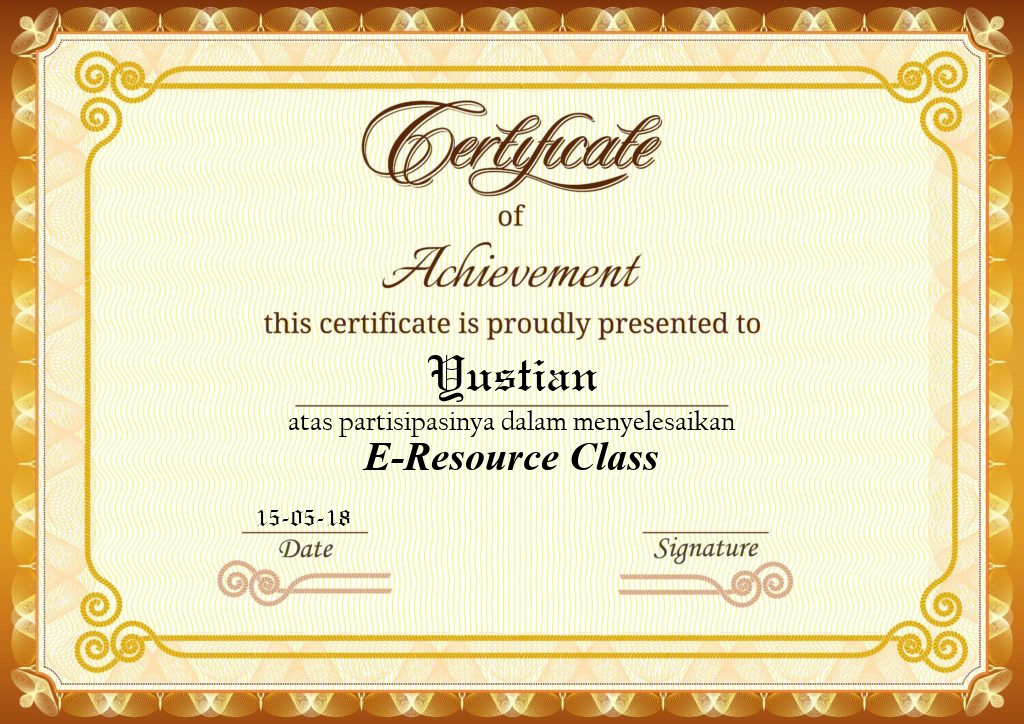 Certificate
of
Achievement
this certificate is proudly presented to
Yustian
atas partisipasinya dalam menyelesaikan
E-Resource Class
15-05-18
Date
Signature